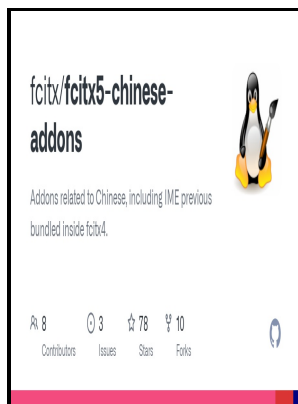 fcitx/fcitx5-chinese-
addons
Addons related to Chinese, including IME previous
bundled inside fcitx4.
8
3
78
10
Contributors
Issues
Stars
Forks